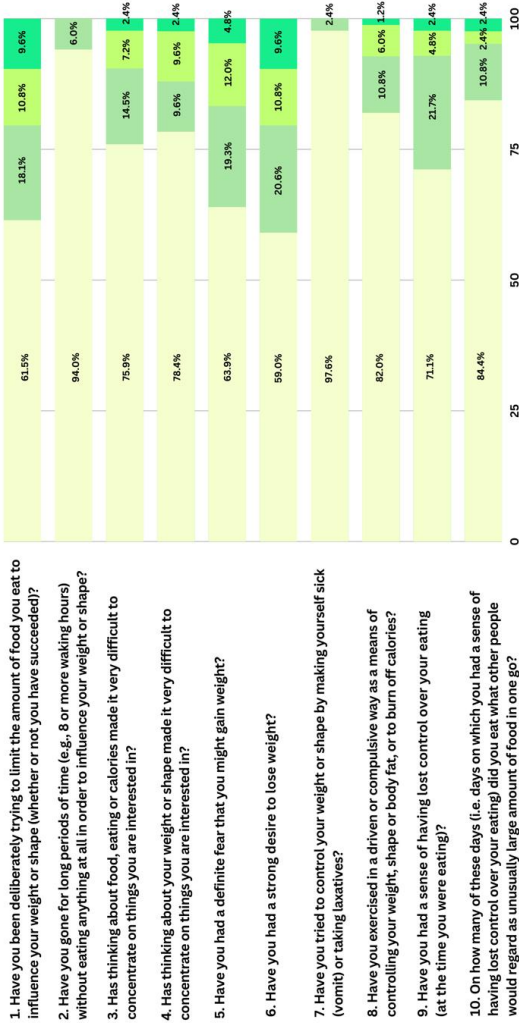 1. Have you been deliberately trying to limit the amount of food you eat to
influence your weight or shape (whether or not you have succeeded)?
61.5% 18.1% 10.8% 9.6%
2. Have you gone for long periods of time (e.g., 8 or more waking hours)
without eating anything at all in order to influence your weight or shape?
94.0% 6.0%
3. Has thinking about food, eating or calories made it very difficult to
concentrate on things you are interested in?
75.9% 14.5% 7.2% 2.4%
4. Has thinking about your weight or shape made it very difficult to
concentrate on things you are interested in?
78.4% 9.6% 9.6% 2.4%
5. Have you had a definite fear that you might gain weight?
63.9% 19.3% 12.0% 4.8%
6. Have you had a strong desire to lose weight?
59.0% 20.6% 10.8% 9.6%
7. Have you tried to control your weight or shape by making yourself sick
(vomit) or taking laxatives?
97.6% 2.4%
8. Have you exercised in a driven or compulsive way as a means of
controlling your weight, shape or body fat, or to burn off calories?
82.0% 10.8% 6.0% 1.2%
9. Have you had a sense of having lost control over your eating
(at the time you were eating)?
71.1% 21.7% 4.8% 2.4%
10. On how many of these days (i.e. days on which you had a sense of
having lost control over your eating) did you eat what other people
would regard as unusually large amount of food in one go?
84.4% 10.8% 2.4% 2.4%
0 25 50 75 100